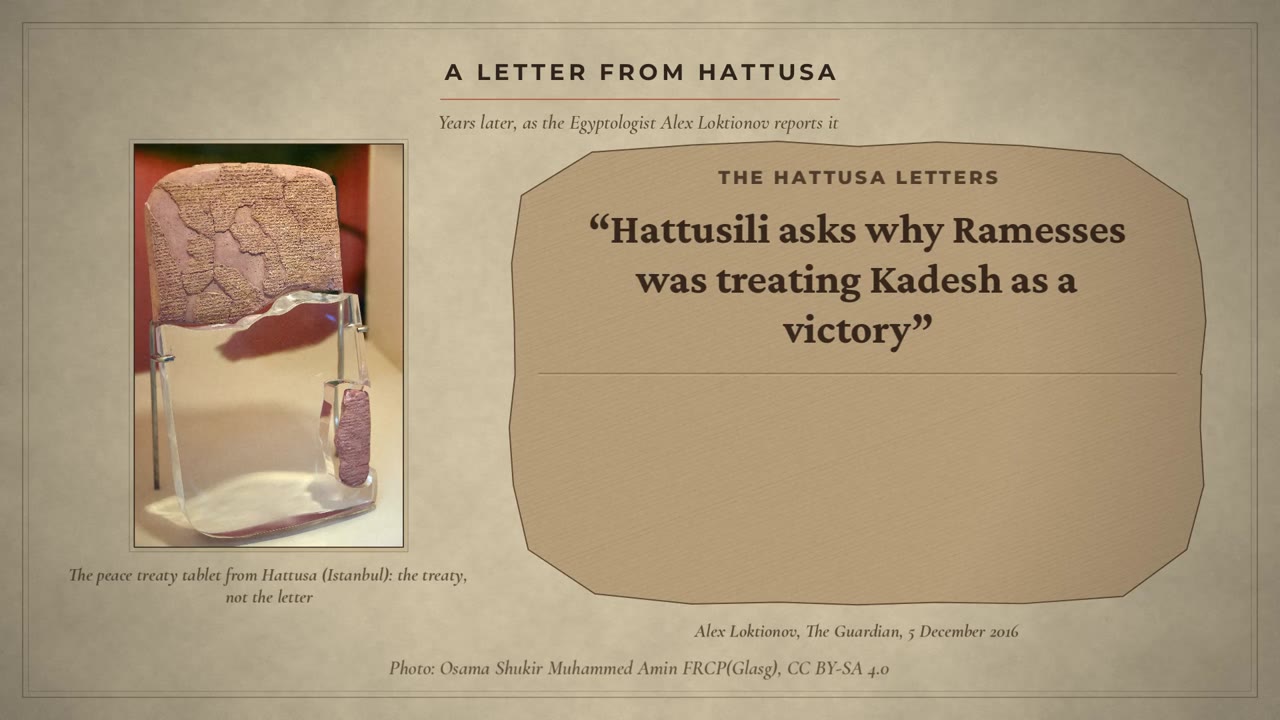 A LETTER FROM HATTUSA
Years later, as the Egyptologist Alex Loktionov reports it
THE HATTUSA LETTERS
“Hattusili asks why Ramesses
was treating Kadesh as a
victory”
The peace treaty tablet from Hattusa (Istanbul): the treaty,
not the letter
Alex Loktionov, The Guardian, 5 December 2016
Photo: Osama Shukir Muhammed Amin FRCP(Glasg), CC BY-SA 4.0